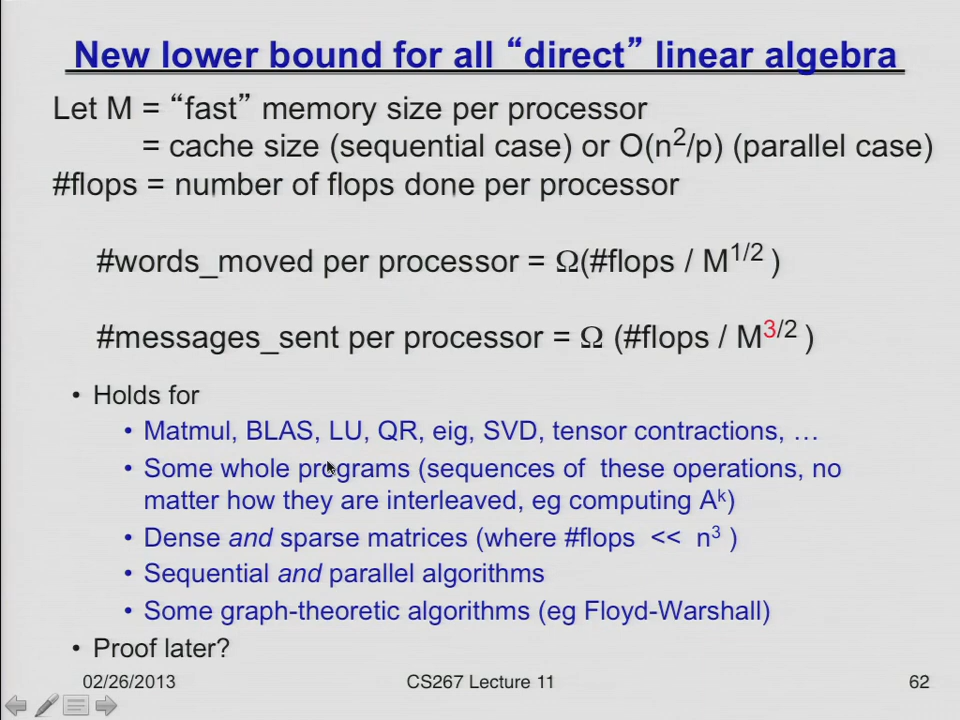 New lower bound for all “direct” linear algebra
Let M = “fast” memory size per processor
= cache size (sequential case) or O(n²/p) (parallel case)
#flops = number of flops done per processor
#words_moved per processor = Ω(#flops / M^1/2 )
#messages_sent per processor = Ω (#flops / M^3/2 )
• Holds for
• Matmul, BLAS, LU, QR, eig, SVD, tensor contractions, …
• Some whole programs (sequences of these operations, no
matter how they are interleaved, eg computing Aᵏ)
• Dense and sparse matrices (where #flops << n³ )
• Sequential and parallel algorithms
• Some graph-theoretic algorithms (eg Floyd-Warshall)
• Proof later?
02/26/2013 CS267 Lecture 11 62